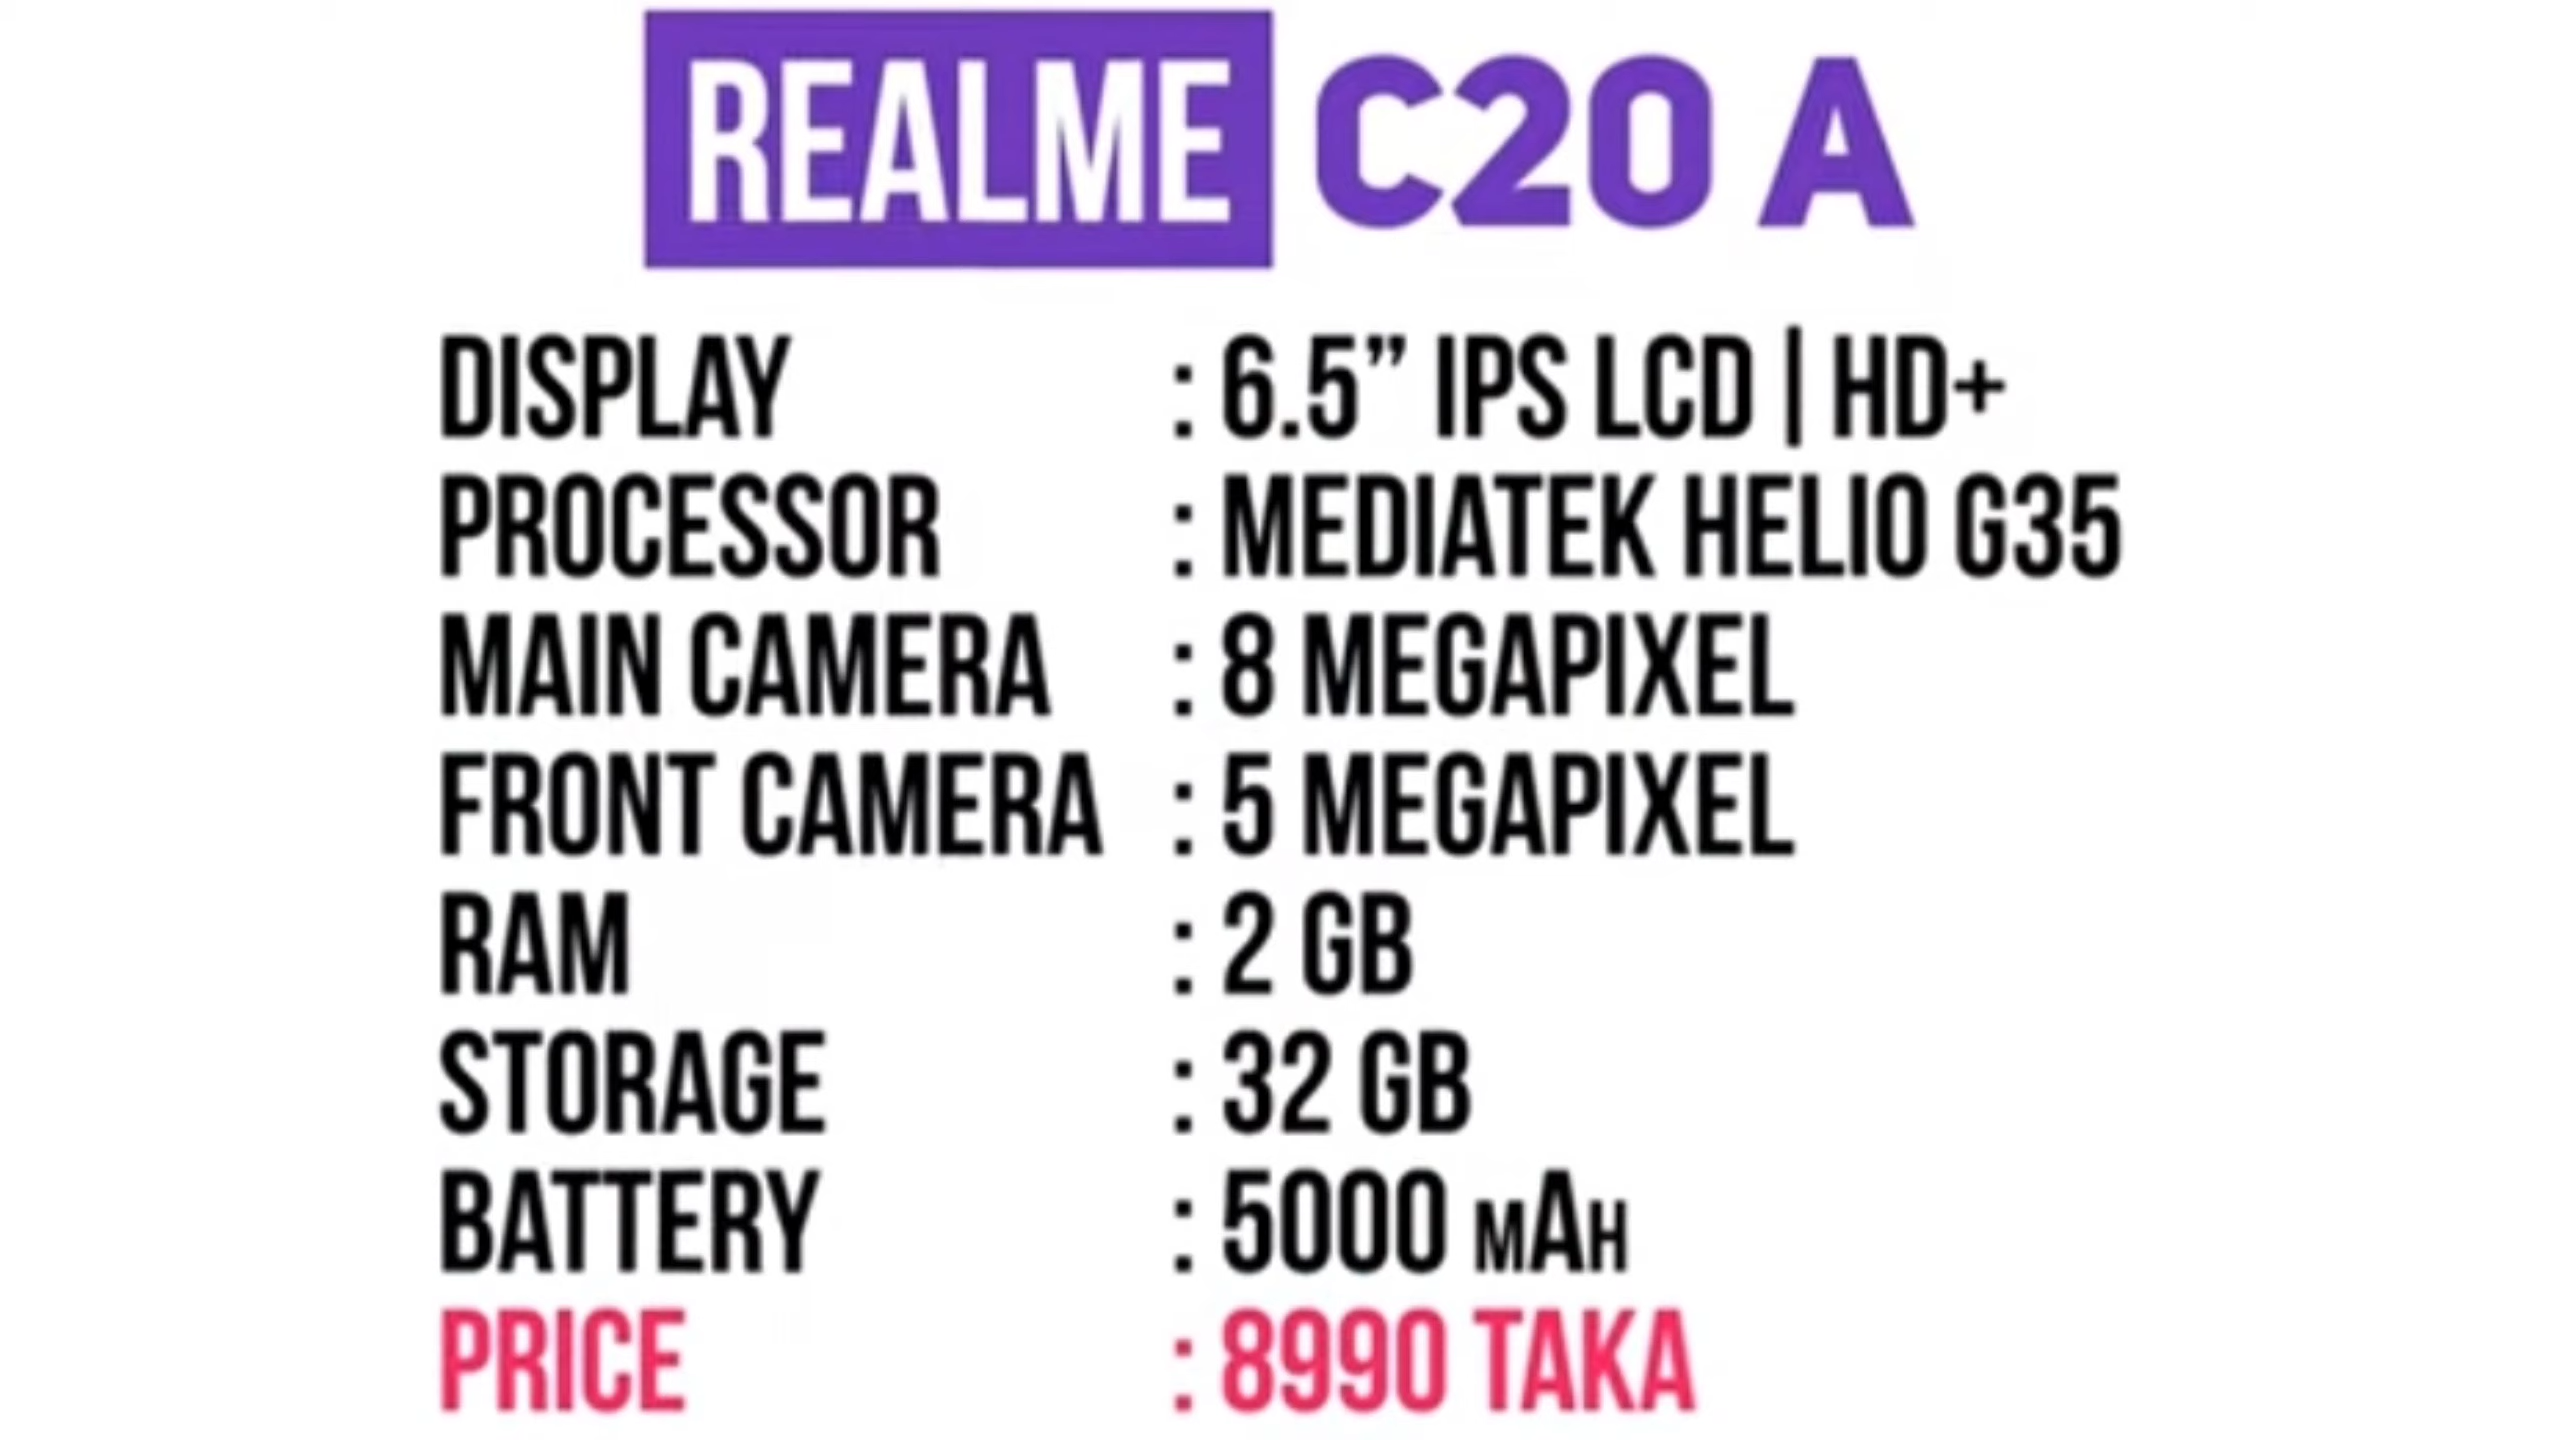 REALME C20 A
DISPLAY : 6.5” IPS LCD | HD+
PROCESSOR : MEDIATEK HELIO G35
MAIN CAMERA : 8 MEGAPIXEL
FRONT CAMERA : 5 MEGAPIXEL
RAM : 2 GB
STORAGE : 32 GB
BATTERY : 5000 MAH
PRICE : 8990 TAKA